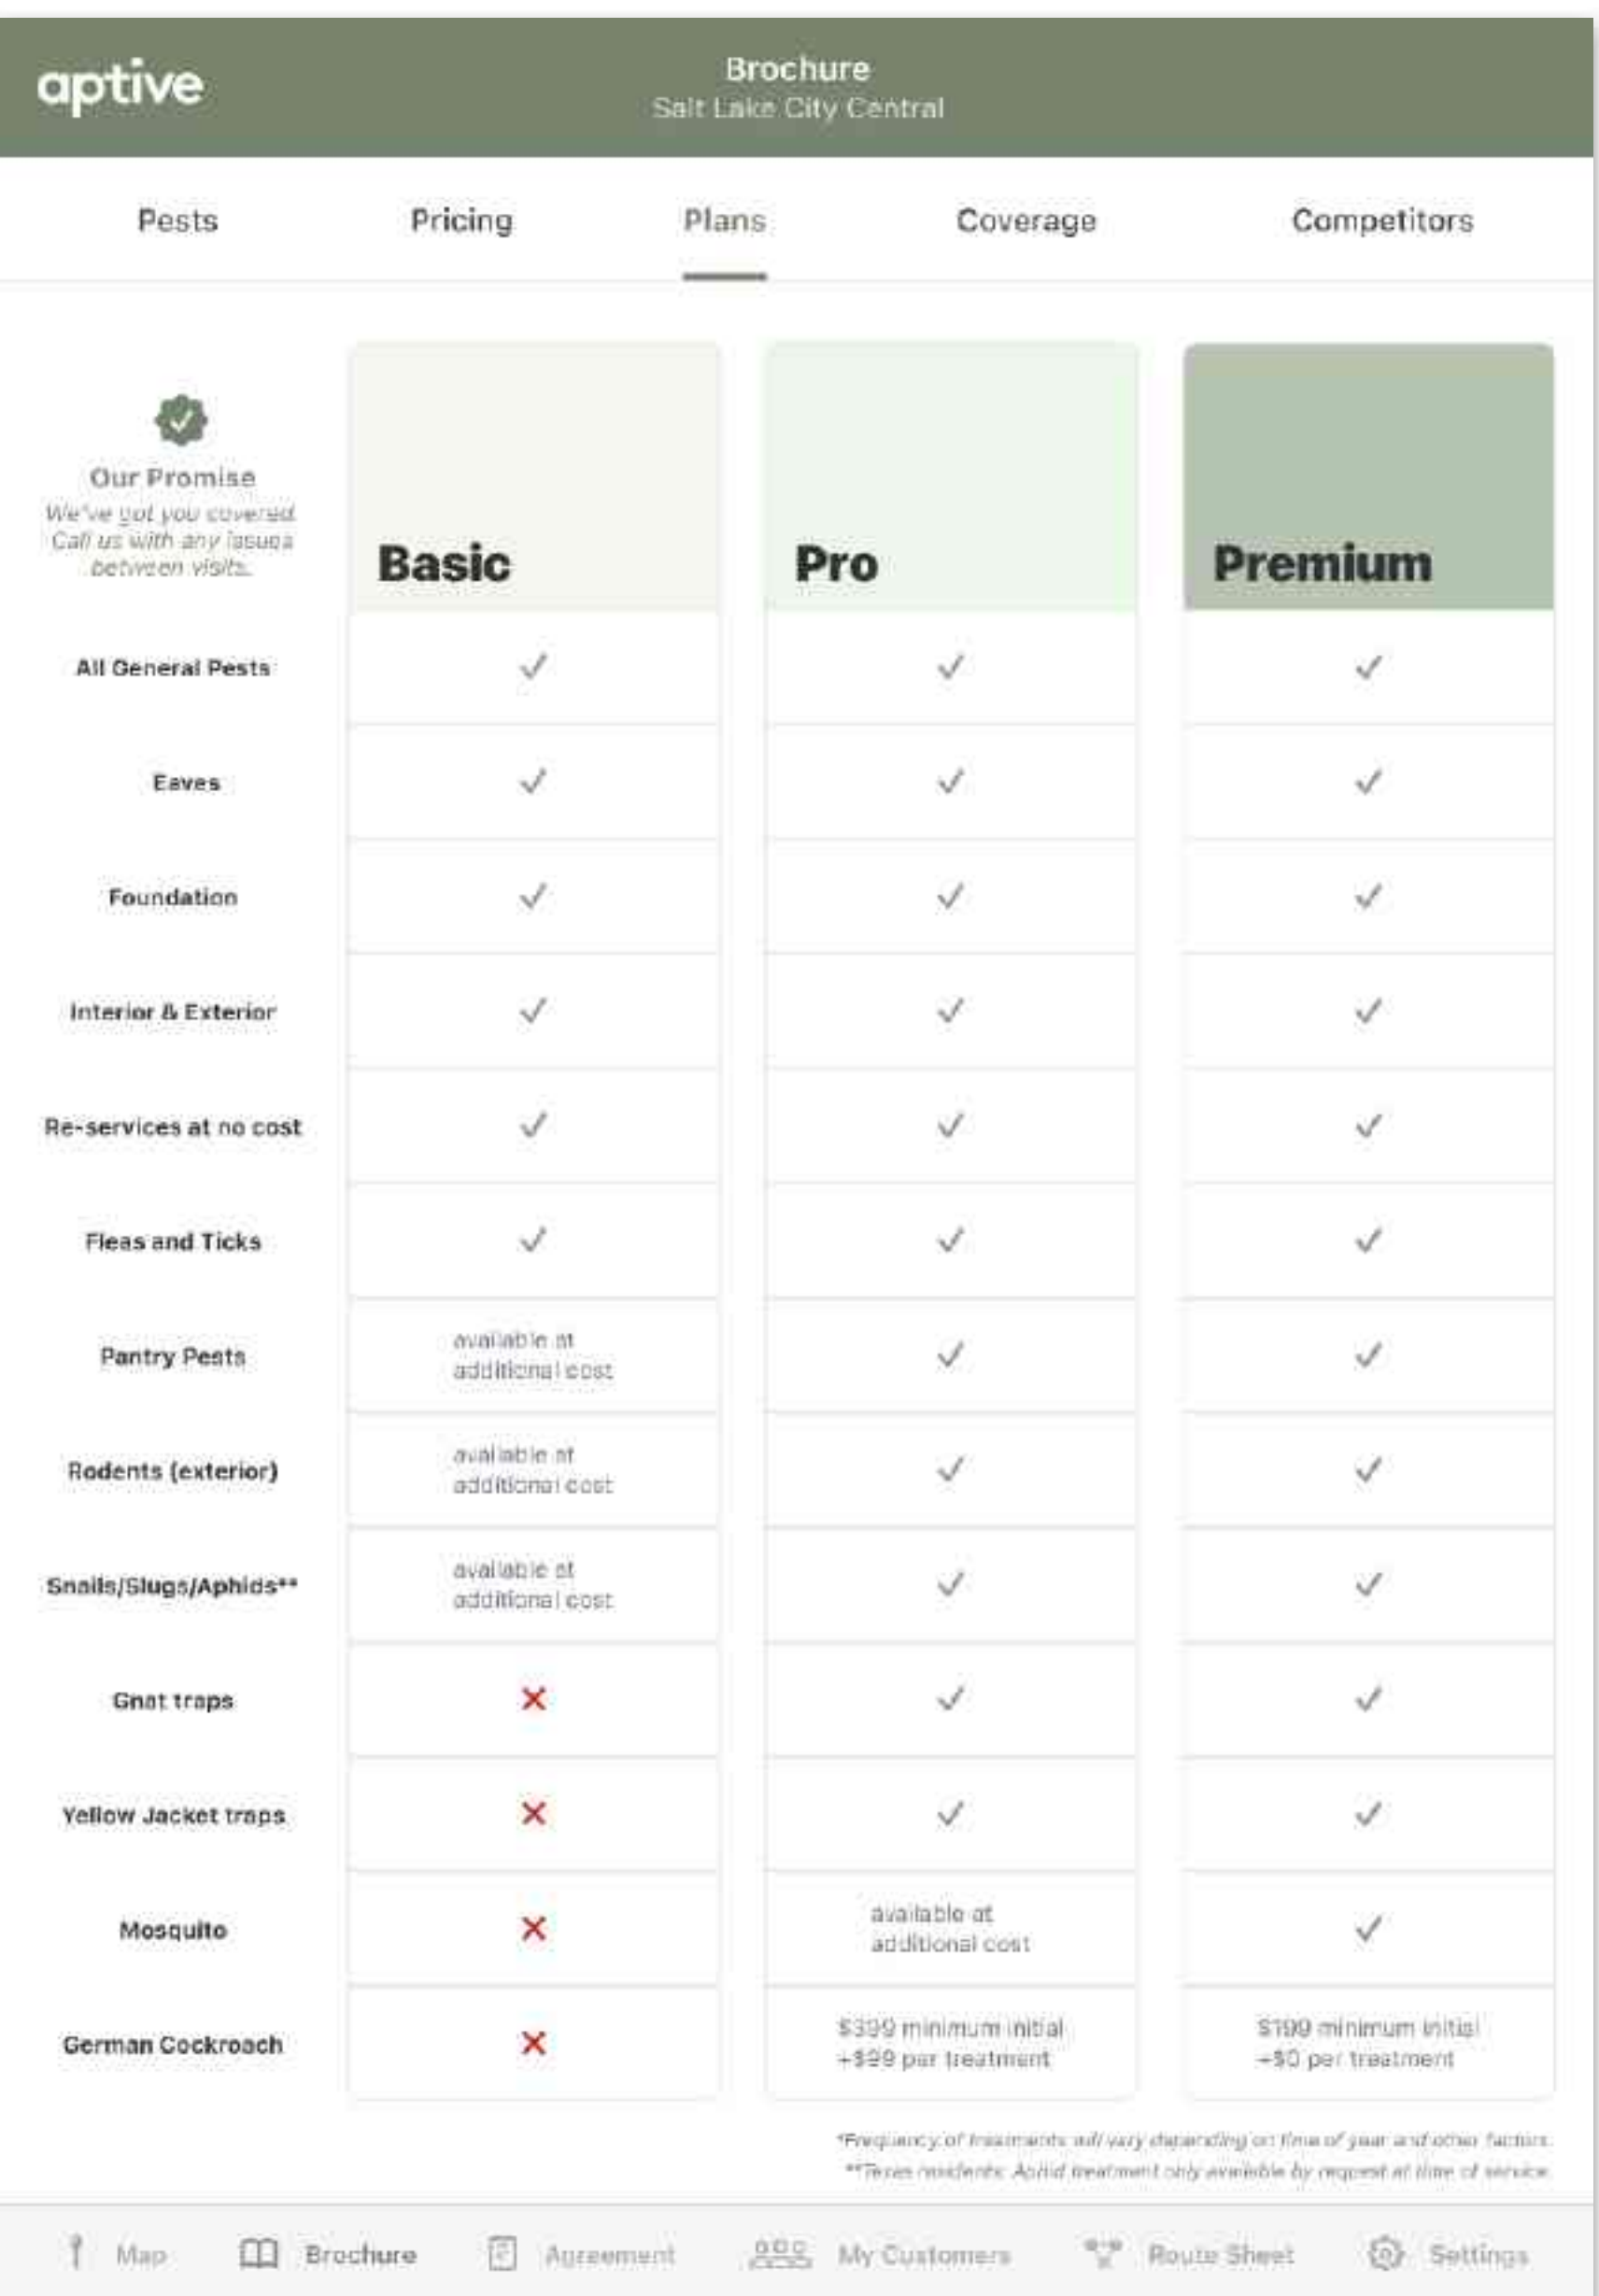 aptive
Brochure
Salt Lake City Central
Pests
Pricing
Plans
Coverage
Competitors
Our Promise
We've got you covered.
Call us with any issues
between visits.
Basic
Pro
Premium
All General Pests
Eaves
Foundation
Interior & Exterior
Re-services at no cost
Fleas and Ticks
Pantry Pests
available at
additional cost
Rodents (exterior)
available at
additional cost
Snails/Slugs/Aphids**
available at
additional cost
Gnat traps
Yellow Jacket traps
Mosquito
available at
additional cost
German Cockroach
minimum initial
+$99 per treatment
$199 minimum initial
+$0 per treatment
*Frequency of treatments will vary depending on time of year and other factors.
**Texas residents: Aphid treatment only available by request at time of service.
Map
Brochure
Agreement
My Customers
Route Sheet
Settings